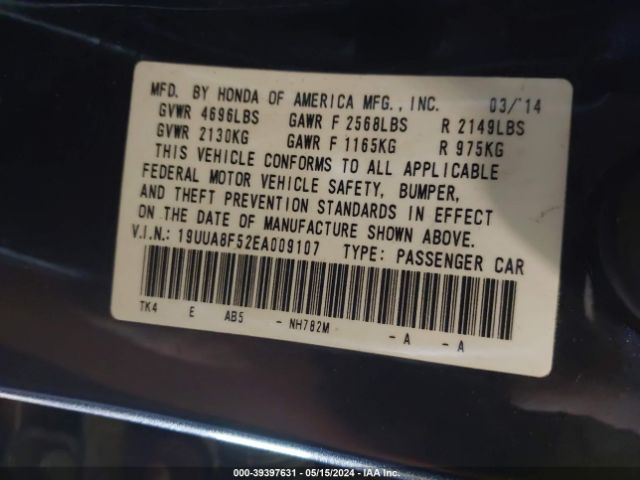 MFD. BY HONDA OF AMERICA MFG., INC. 03/'14
GVWR 4696LBS GAWR F 2568LBS R 2149LBS
GVWR 2130KG GAWR F 1165KG R 975KG
THIS VEHICLE CONFORMS TO ALL APPLICABLE
FEDERAL MOTOR VEHICLE SAFETY, BUMPER,
AND THEFT PREVENTION STANDARDS IN EFFECT
ON THE DATE OF MANUFACTURE SHOWN ABOVE.
V.I.N.: 19UUA8F52EA009107 TYPE: PASSENGER CAR
TK4 E AB5 - NH782M - A - A
000-39397631 - 05/15/2024 - IAA Inc.